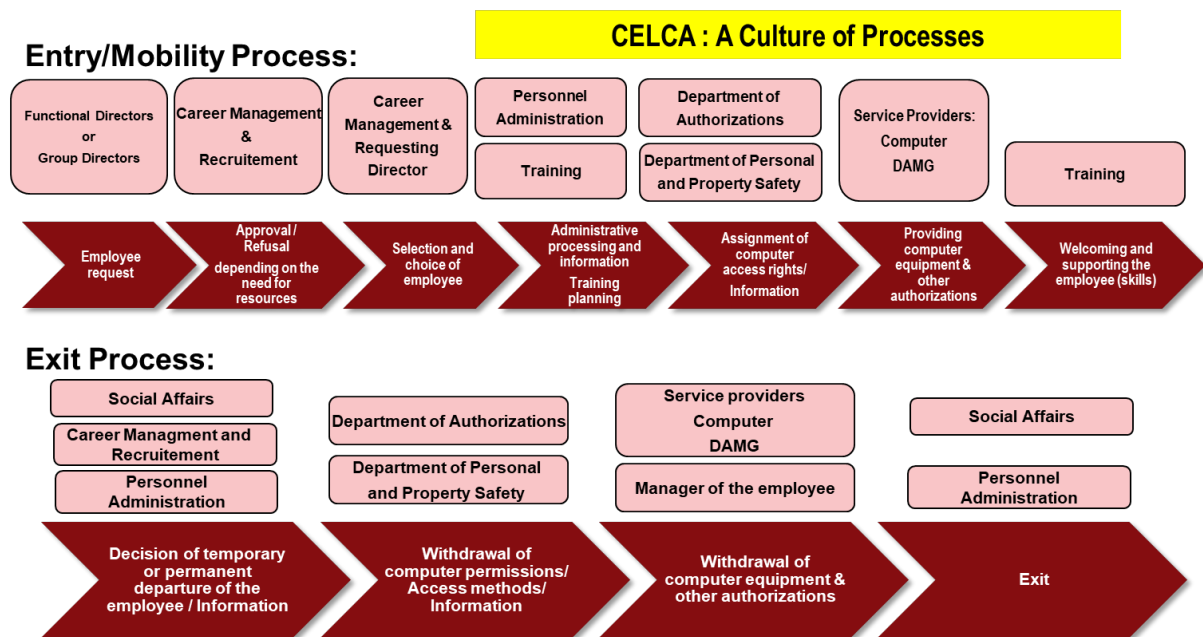 CELCA : A Culture of Processes
Entry/Mobility Process:
Functional Directors
or
Group Directors
Career Management
&
Recruitement
Career
Management &
Requesting
Director
Personnel
Administration
Training
Department of
Authorizations
Department of Personal
and Property Safety
Service Providers:
Computer
DAMG
Training
Employee
request
Approval /
Refusal
depending on the
need for
resources
Selection and
choice of
employee
Administrative
processing and
information
Training
planning
Assignment of
computer
access rights/
Information
Providing
computer
equipment &
other
authorizations
Welcoming and
supporting the
employee (skills)
Exit Process:
Social Affairs
Career Managment and
Recruitement
Personnel
Administration
Department of Authorizations
Department of Personal
and Property Safety
Service providers
Computer
DAMG
Manager of the employee
Social Affairs
Personnel
Administration
Decision of temporary
or permanent
departure of the
employee / Information
Withdrawal of
computer permissions/
Access methods/
Information
Withdrawal of
computer equipment &
other authorizations
Exit